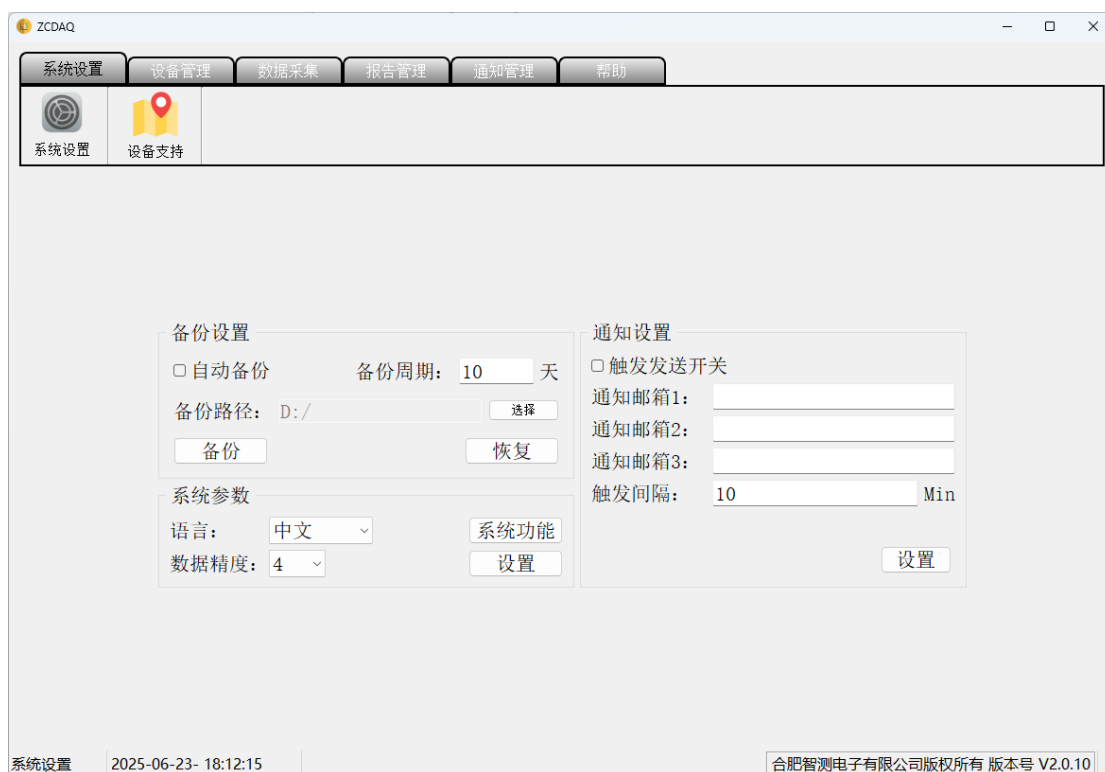 ZCDAQ
系统设置 设备管理 数据采集 报告管理 通知管理 帮助
系统设置 设备支持
备份设置
自动备份 备份周期： 10 天
备份路径： D:/ 选择
备份 恢复
系统参数
语言： 中文 系统功能
数据精度： 4 设置
通知设置
触发发送开关
通知邮箱1：
通知邮箱2：
通知邮箱3：
触发间隔： 10 Min
设置
系统设置 2025-06-23- 18:12:15 合肥智测电子有限公司版权所有 版本号 V2.0.10